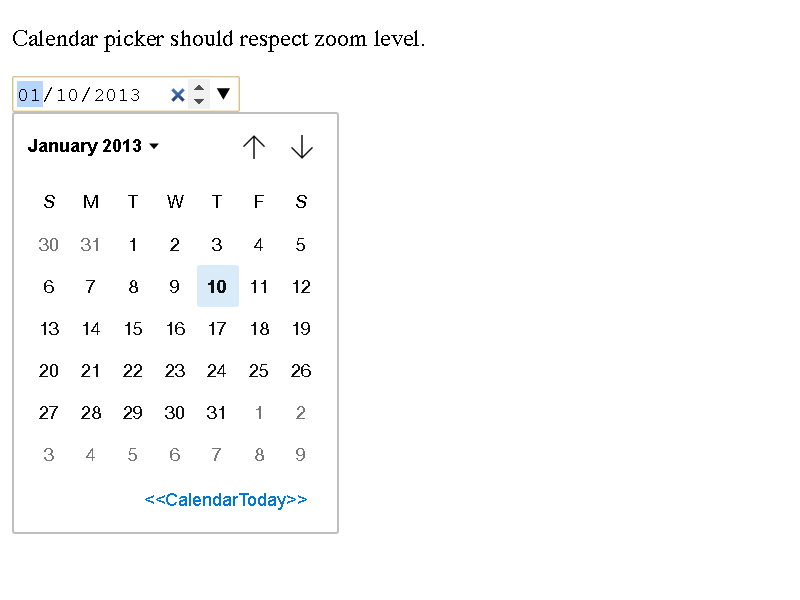 Calendar picker should respect zoom level.
01/10/2013
January 2013
S M T W T F S
30 31 1 2 3 4 5
6 7 8 9 10 11 12
13 14 15 16 17 18 19
20 21 22 23 24 25 26
27 28 29 30 31 1 2
3 4 5 6 7 8 9
<<CalendarToday>>